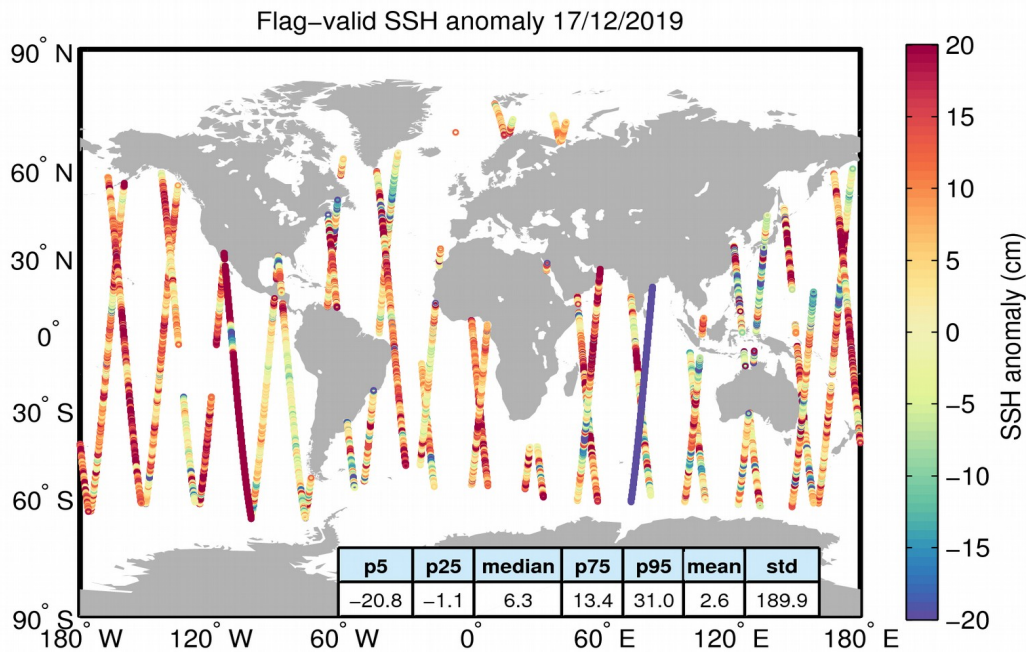 Flag−valid SSH anomaly 17/12/2019
90° N
60° N
30° N
0°
30° S
60° S
90° S
180° W
120° W
60° W
0°
60° E
120° E
180° E
20
15
10
5
0
−5
−10
−15
−20
SSH anomaly (cm)
p5 p25 median p75 p95 mean std
−20.8 −1.1 6.3 13.4 31.0 2.6 189.9